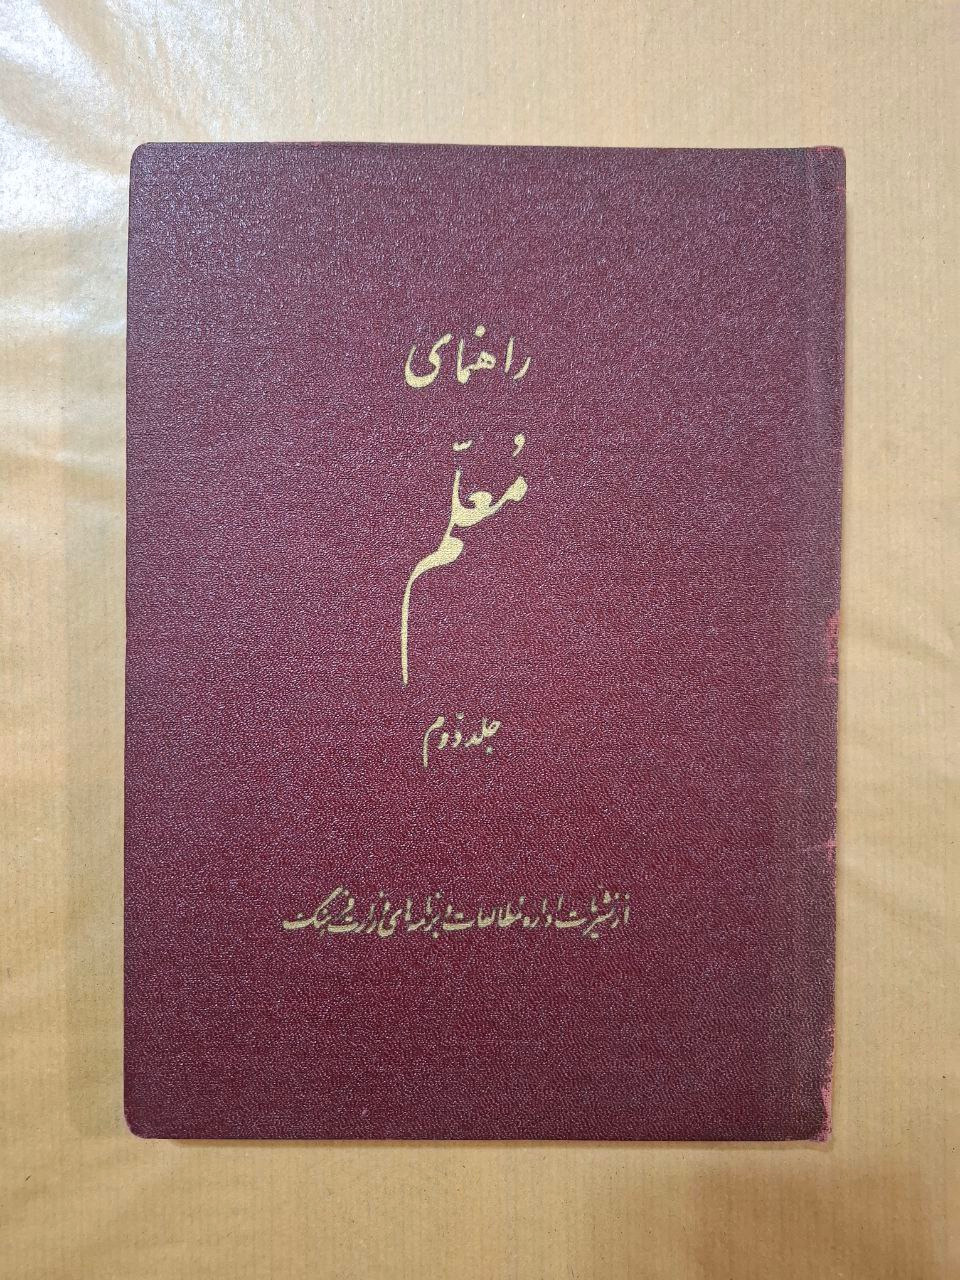 راهنمای
مُعلّم
جلد دوم
از نشریات اداره مطالعات و برنامه های وزارت فرهنگ